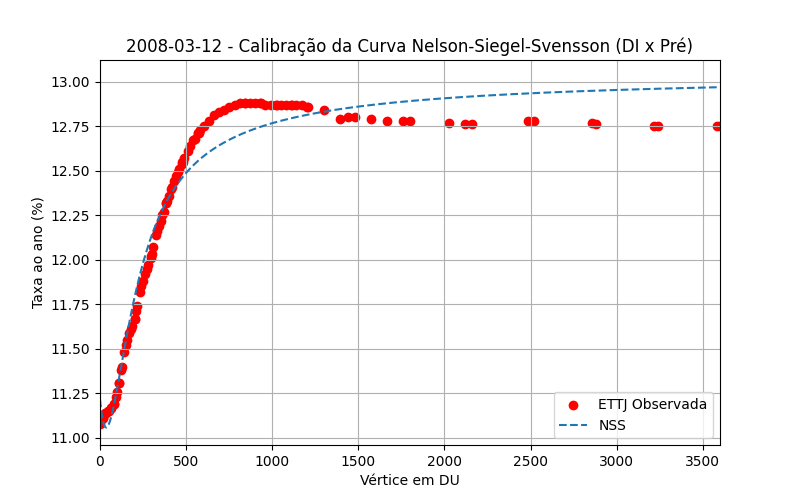 2008-03-12 - Calibração da Curva Nelson-Siegel-Svensson (DI x Pré)
Taxa ao ano (%)
13.00
12.75
12.50
12.25
12.00
11.75
11.50
11.25
11.00
ETTJ Observada
NSS
0 500 1000 1500 2000 2500 3000 3500
Vértice em DU